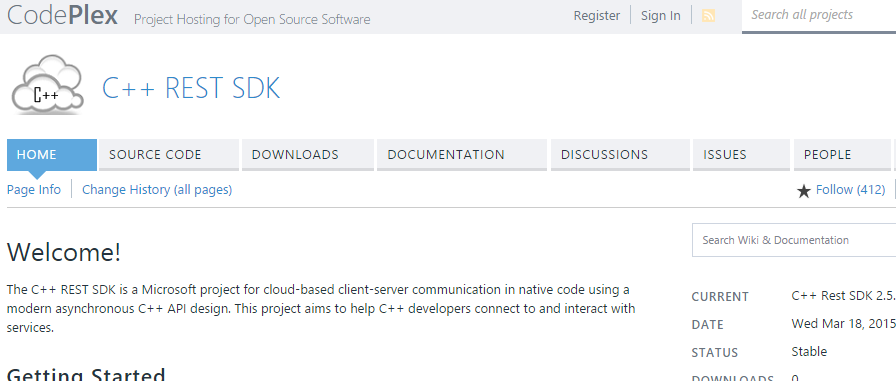 CodePlex Project Hosting for Open Source Software
Register Sign In Search all projects
C++
C++ REST SDK
HOME SOURCE CODE DOWNLOADS DOCUMENTATION DISCUSSIONS ISSUES PEOPLE
Page Info Change History (all pages) Follow (412)
Welcome!
The C++ REST SDK is a Microsoft project for cloud-based client-server communication in native code using a
modern asynchronous C++ API design. This project aims to help C++ developers connect to and interact with
services.
Getting Started
Search Wiki & Documentation
CURRENT C++ Rest SDK 2.5.
DATE Wed Mar 18, 2015
STATUS Stable
DOWNLOADS 0